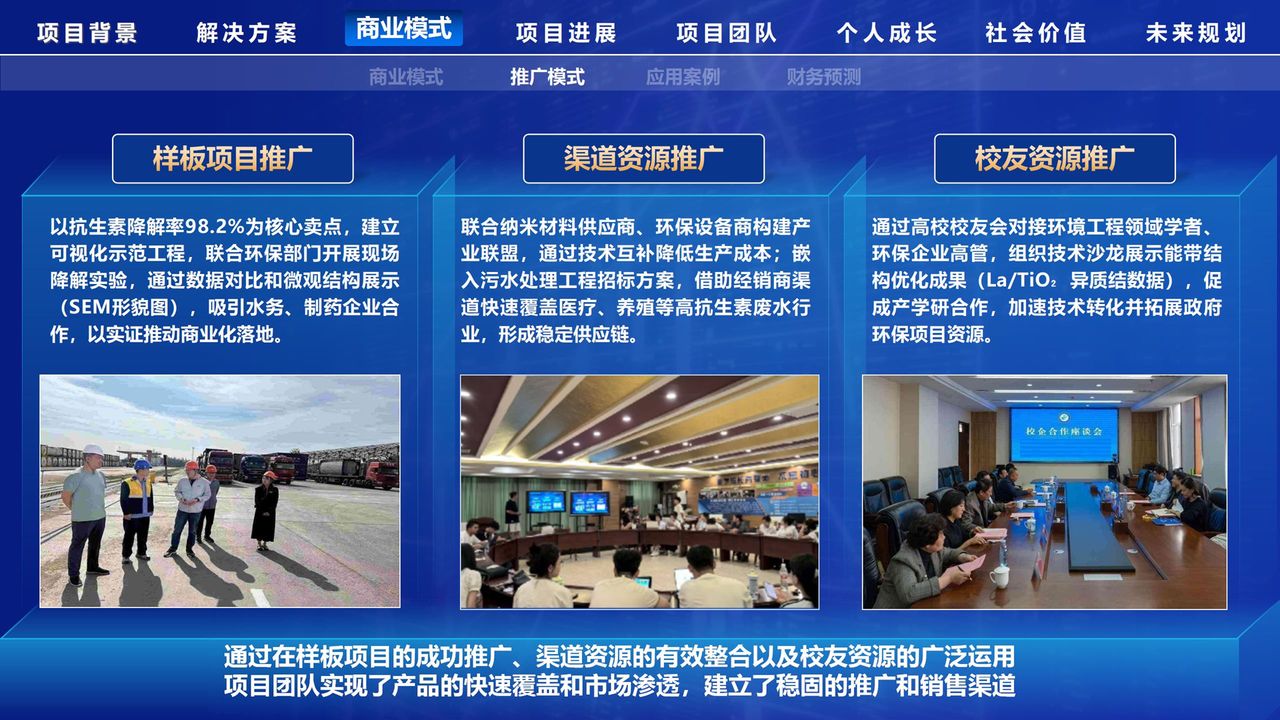 项目背景
解决方案
商业模式
项目进展
项目团队
个人成长
社会价值
未来规划
商业模式
推广模式
应用案例
财务预测
样板项目推广
以抗生素降解率98.2%为核心卖点，建立
可视化示范工程，联合环保部门开展现场
降解实验，通过数据对比和微观结构展示
（SEM形貌图），吸引水务、制药企业合
作，以实证推动商业化落地。
渠道资源推广
联合纳米材料供应商、环保设备商构建产
业联盟，通过技术互补降低生产成本；嵌
入污水处理工程招标方案，借助经销商渠
道快速覆盖医疗、养殖等高抗生素废水行
业，形成稳定供应链。
校友资源推广
通过高校校友会对接环境工程领域学者、
环保企业高管，组织技术沙龙展示能带结
构优化成果（La/TiO₂ 异质结数据），促
成产学研合作，加速技术转化并拓展政府
环保项目资源。
校企合作座谈会
通过在样板项目的成功推广、渠道资源的有效整合以及校友资源的广泛运用
项目团队实现了产品的快速覆盖和市场渗透，建立了稳固的推广和销售渠道